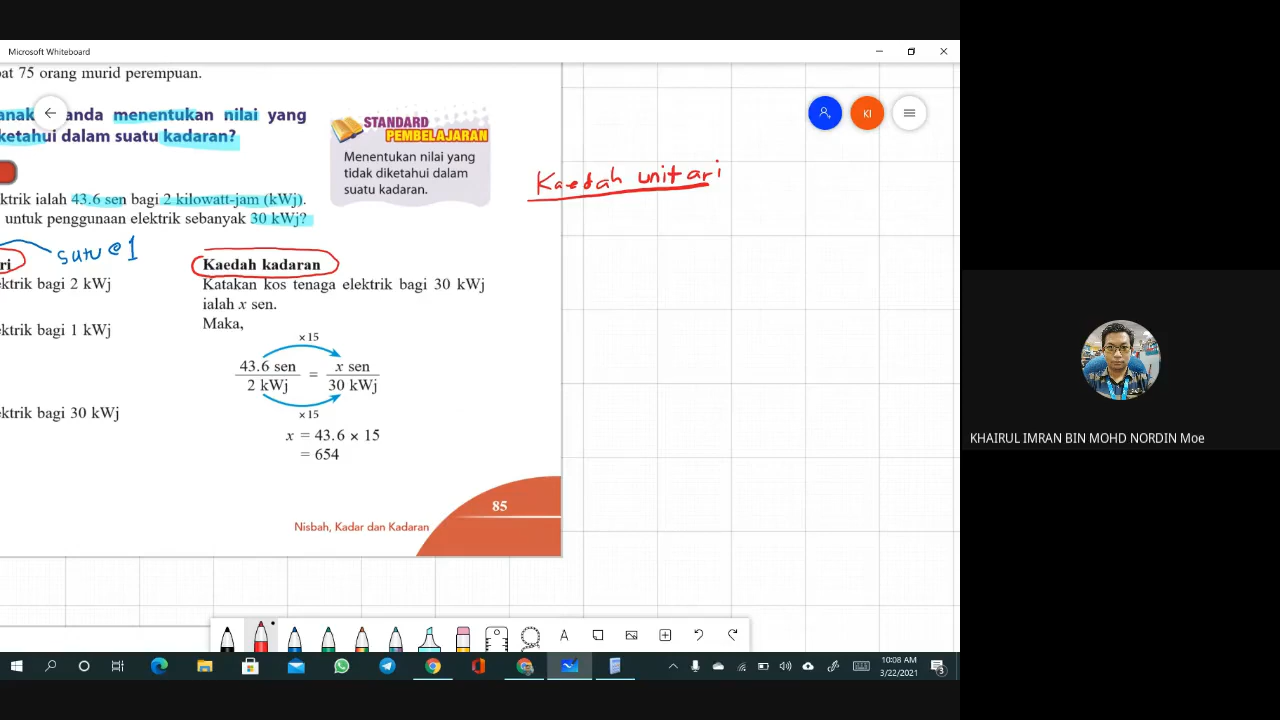 Microsoft Whiteboard
pat 75 orang murid perempuan.
anak anda menentukan nilai yang
ketahui dalam suatu kadaran?
STANDARD
PEMBELAJARAN
Menentukan nilai yang
tidak diketahui dalam
suatu kadaran.
KI
Kaedah unitari
ktrik ialah 43.6 sen bagi 2 kilowatt-jam (kWj).
untuk penggunaan elektrik sebanyak 30 kWj?
satu @ 1
ri
ektrik bagi 2 kWj
ektrik bagi 1 kWj
ektrik bagi 30 kWj
Kaedah kadaran
Katakan kos tenaga elektrik bagi 30 kWj
ialah x sen.
Maka,
×15
43.6 sen / 2 kWj = x sen / 30 kWj
×15
x = 43.6 × 15
= 654
85
Nisbah, Kadar dan Kadaran
KHAIRUL IMRAN BIN MOHD NORDIN Moe
A
10:08 AM
3/22/2021
3